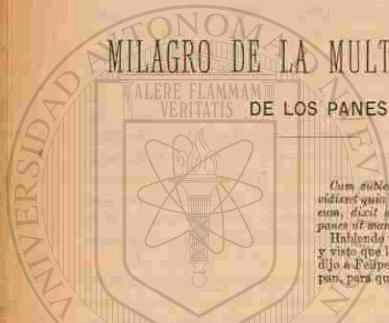 MILAGRO DE LA MULT
DE LOS PANES
ALERE FLAMMAM
VERITATIS
UNIVERSIDAD AUTONOMA
Cum suble
vidisset quia
eum, dixit
panes ut man
Habiendo
y visto que l
dijo a Felipe
pan, para qu